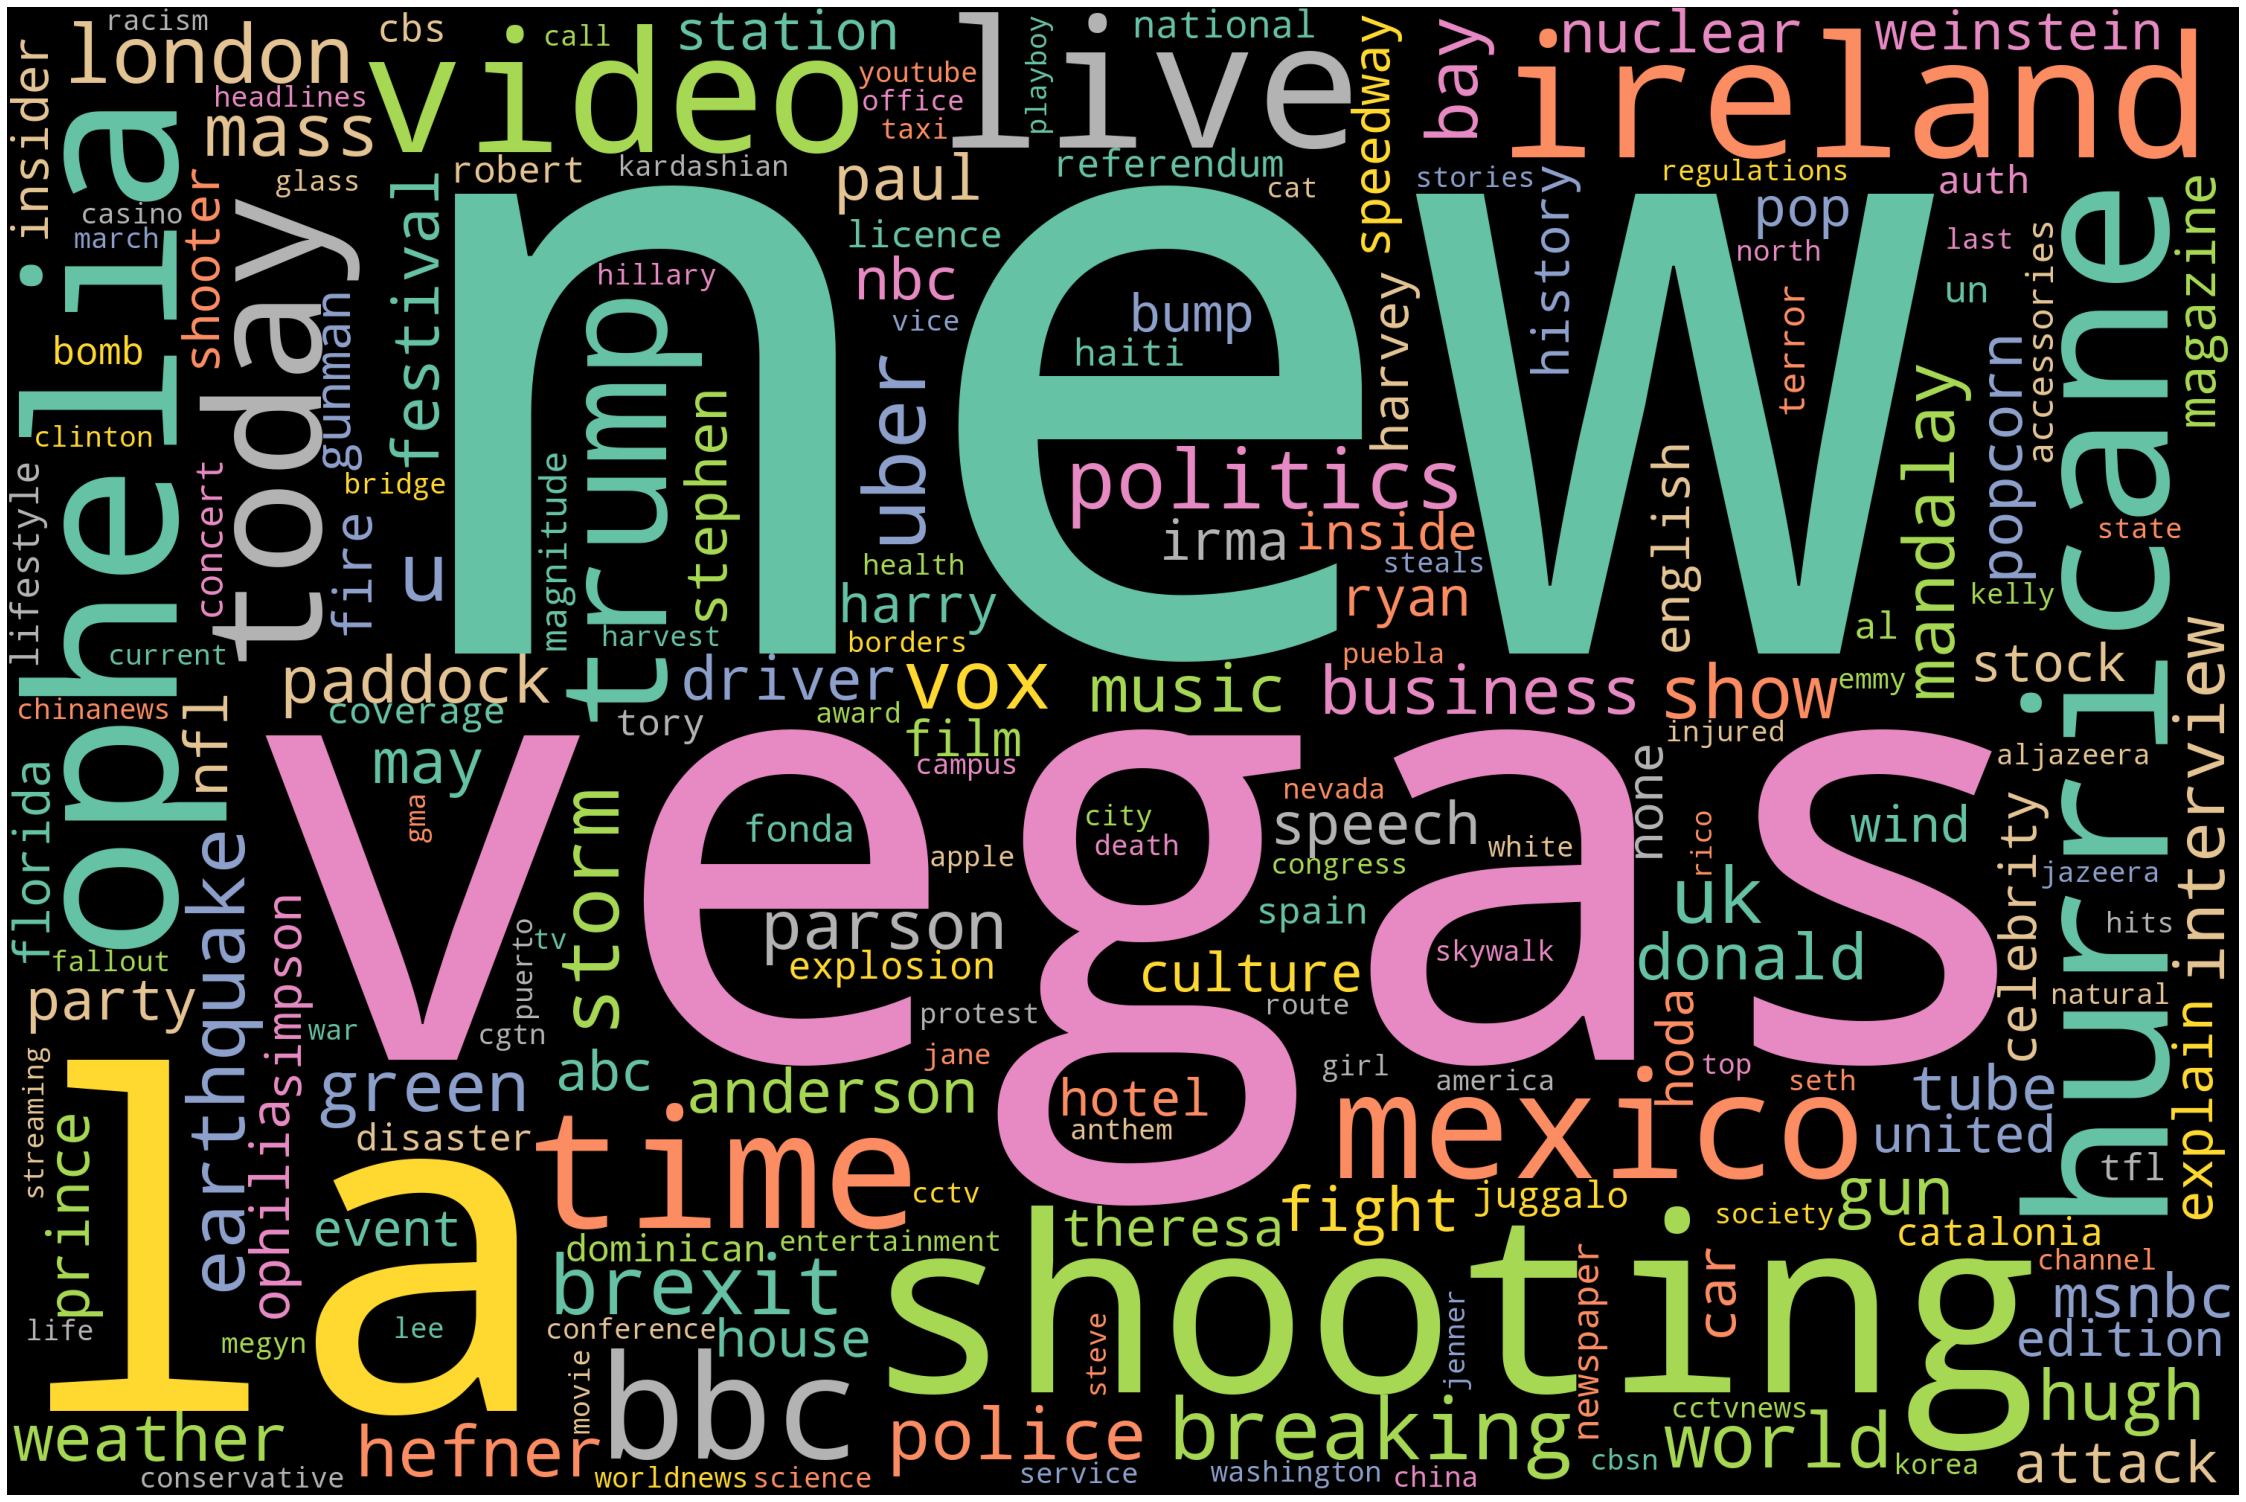 racism
cbs
call
station
national
nuclear
weinstein
london
video
live
playboy
bay
ireland
insider
headlines
youtube
office
taxi
speedway
mass
robert
kardashian
paul
referendum
cat
stories
regulations
auth
glass
casino
march
shooter
today
festival
new
licence
history
pop
last
north
accessories
hurricane
magazine
ophelia
hillary
nbc
vice
bump
haiti
harvey
terror
un
bomb
gunman
trump
stephen
uber
politics
mandalay
popcorn
clinton
bridge
magnitude
irma
inside
english
state
lifestyle
concert
fire
u
health
steals
harry
ryan
kelly
al
harvest
borders
current
puebla
paddock
driver
vox
music
business
show
emmy
stock
interview
chinanews
nfl
coverage
tory
award
film
injured
aljazeera
may
campus
none
florida
vegas
gma
storm
fonda
city
death
nevada
speech
white
rico
wind
celebrity
jazeera
earthquake
apple
congress
uk
hits
simpson
puerto
tv
parson
spain
skywalk
donald
fallout
explosion
culture
natural
party
war
cgtn
protest
route
hoda
explain
streaming
la
ophilias
abc
jane
girl
america
top
seth
tube
green
anderson
hotel
mexico
united
prince
disaster
time
anthem
tfl
cctv
fight
juggalo
gun
event
theresa
society
catalonia
dominican
entertainment
shooting
channel
life
lee
brexit
newspaper
car
msnbc
megyn
conference
house
steve
jenner
edition
movie
bbc
hugh
weather
hefner
police
breaking
cctvnews
world
attack
conservative
worldnews
science
service
washington
china
cbsn
korea